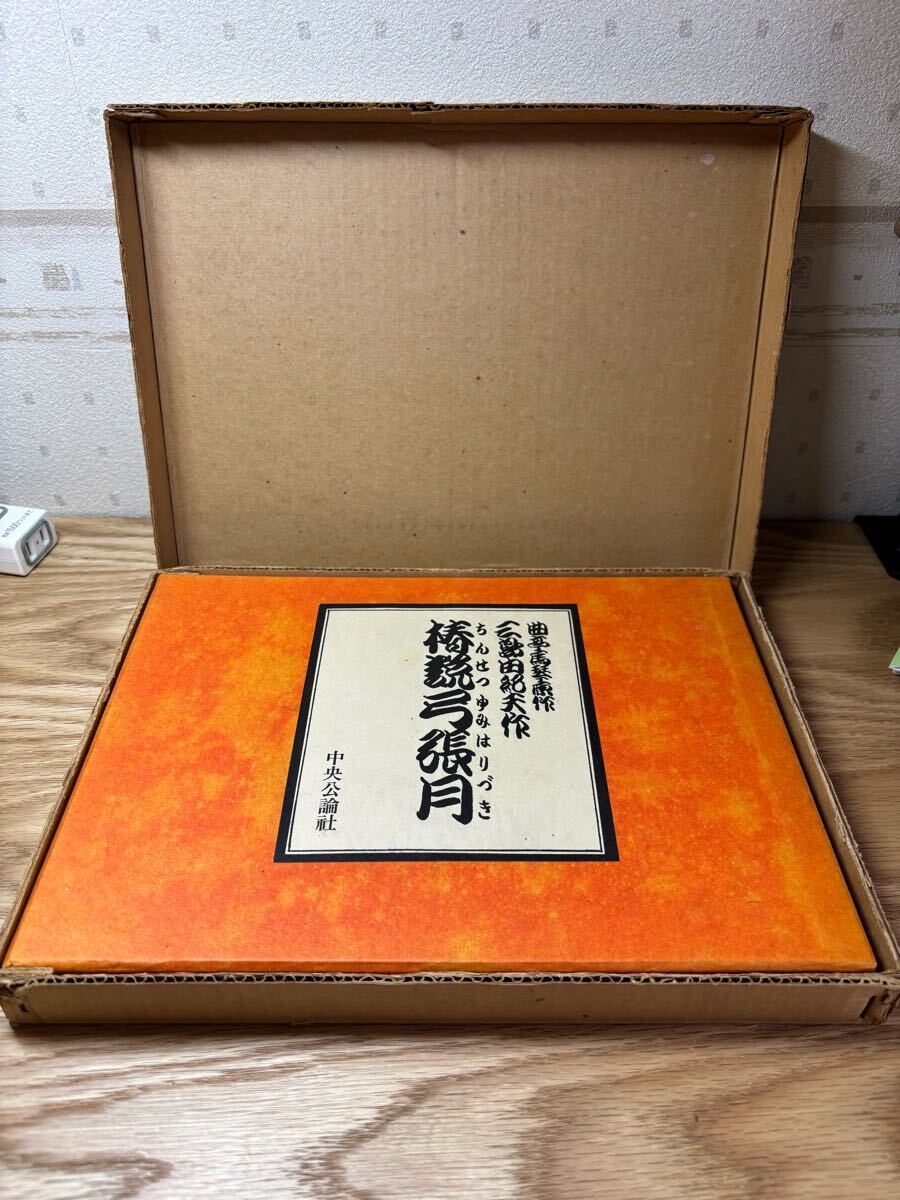 曲亭馬琴原作
三島由紀夫作
ちんせつゆみはりづき
椿説弓張月
中央公論社